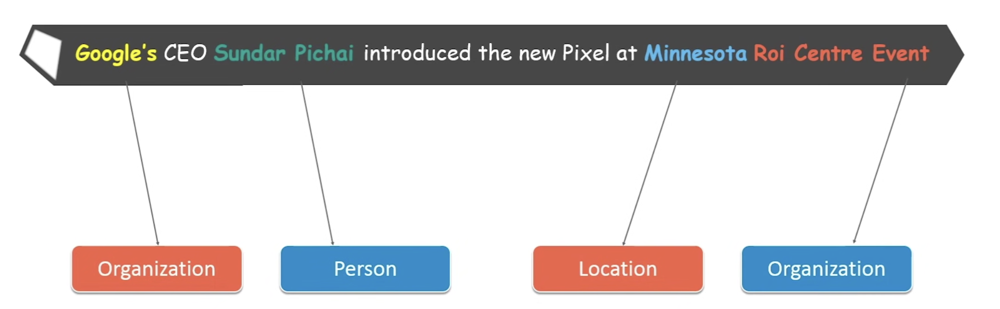 Google's CEO Sundar Pichai introduced the new Pixel at Minnesota Roi Centre Event
Organization
Person
Location
Organization